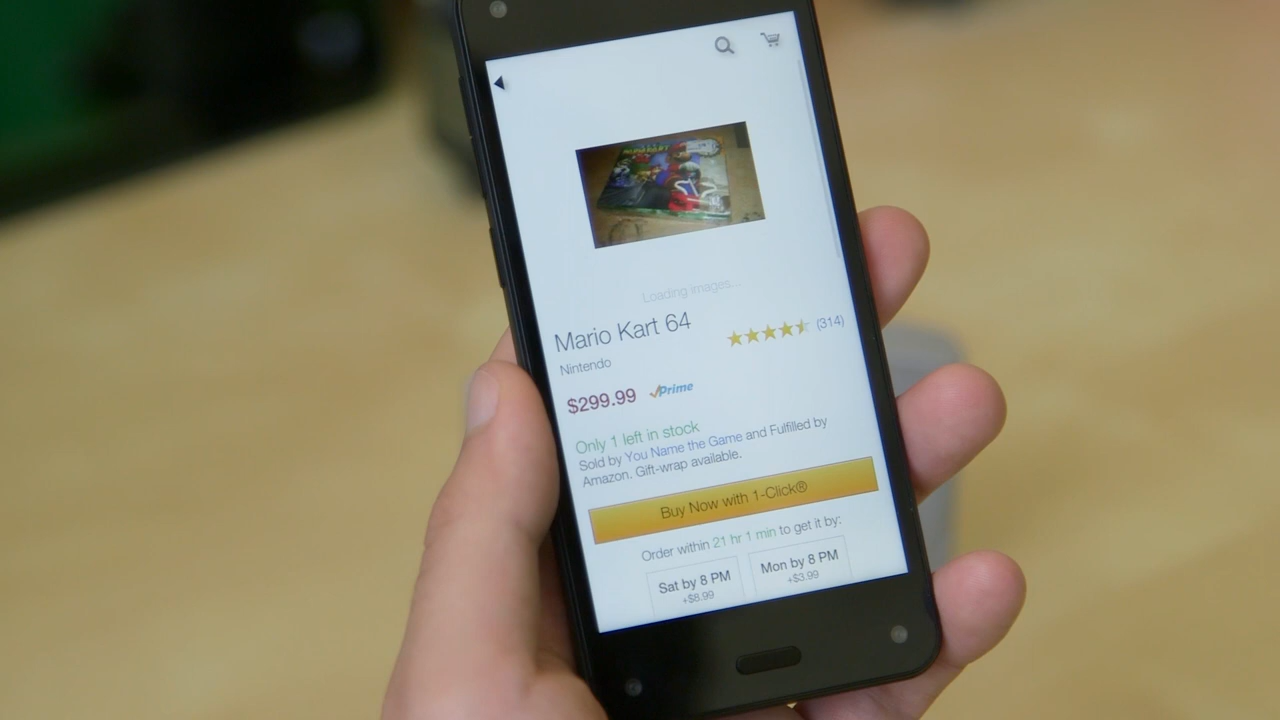 Loading images...
Mario Kart 64
(314)
Nintendo
$299.99 Prime
Only 1 left in stock
Sold by You Name the Game and Fulfilled by
Amazon. Gift-wrap available.
Buy Now with 1-Click®
Order within 21 hr 1 min to get it by:
Sat by 8 PM
+$8.99
Mon by 8 PM
+$3.99